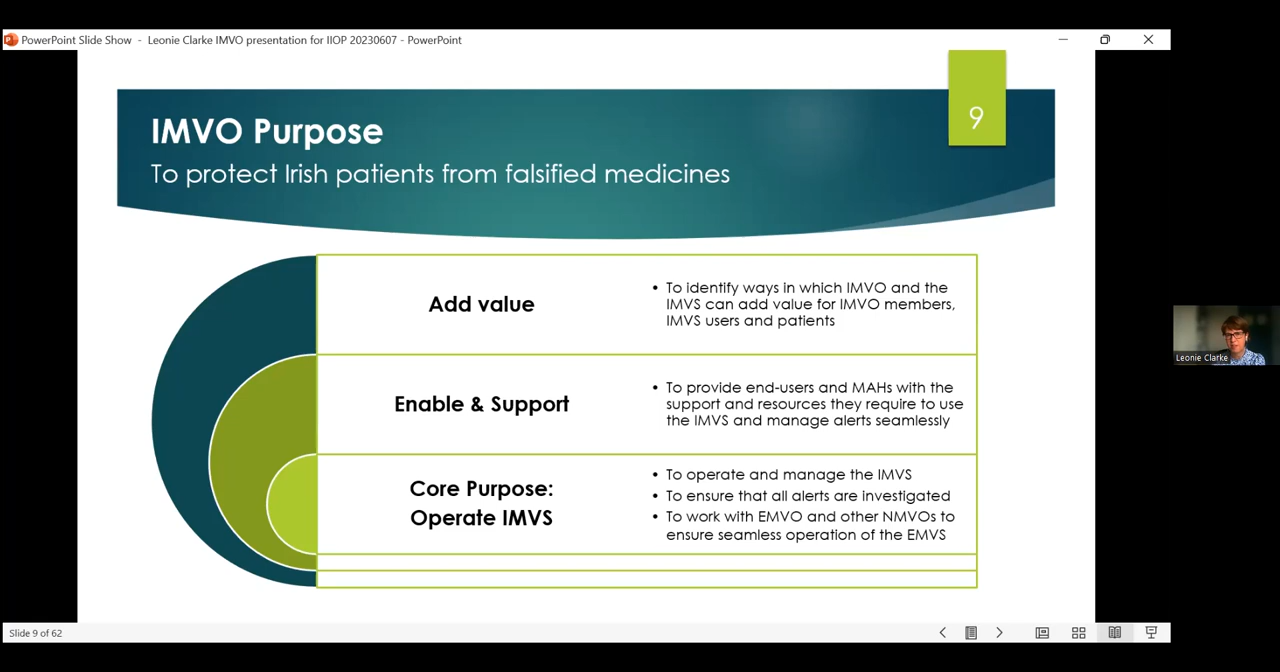 PowerPoint Slide Show - Leonie Clarke IMVO presentation for IIOP 20230607 - PowerPoint
9
IMVO Purpose
To protect Irish patients from falsified medicines
Add value
• To identify ways in which IMVO and the
IMVS can add value for IMVO members,
IMVS users and patients
Enable & Support
• To provide end-users and MAHs with the
support and resources they require to use
the IMVS and manage alerts seamlessly
Core Purpose:
Operate IMVS
• To operate and manage the IMVS
• To ensure that all alerts are investigated
• To work with EMVO and other NMVOs to
ensure seamless operation of the EMVS
Leonie Clarke
Slide 9 of 62